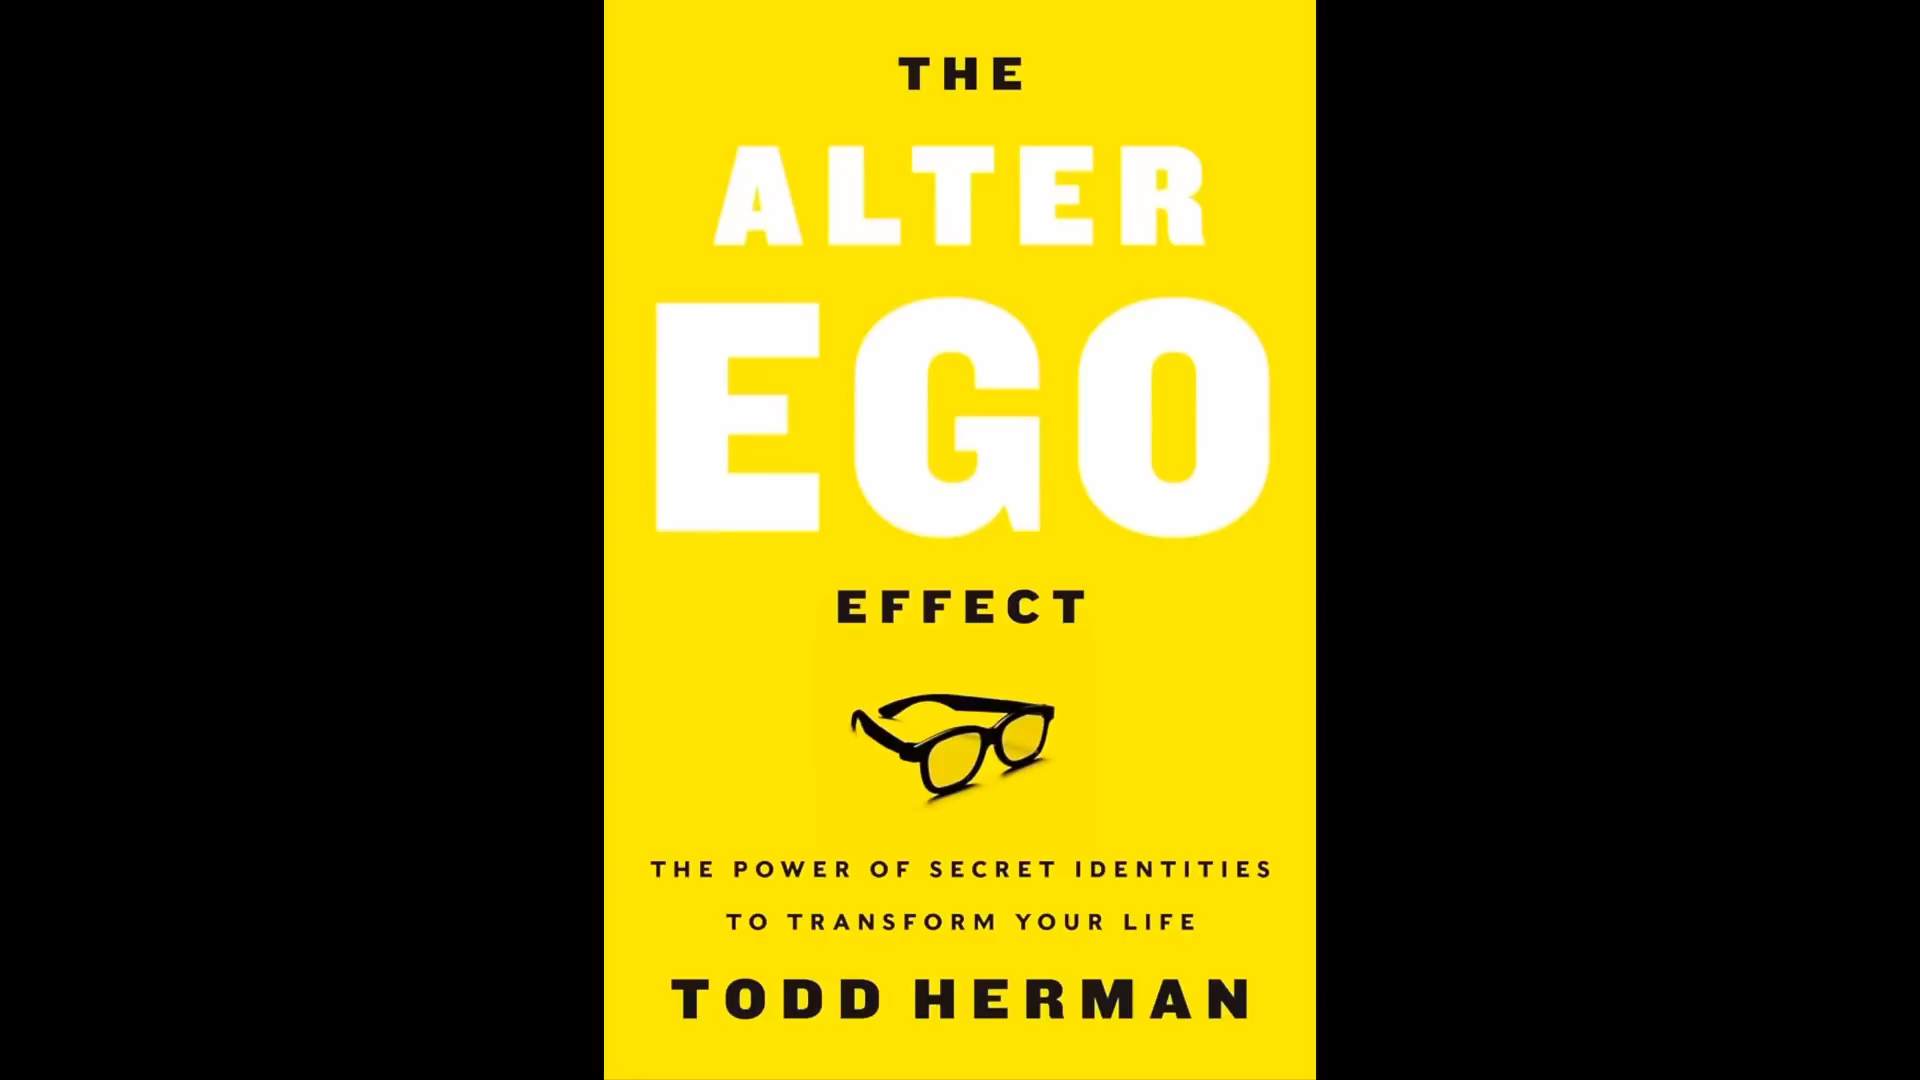 THE
ALTER
EGO
EFFECT
THE POWER OF SECRET IDENTITIES
TO TRANSFORM YOUR LIFE
TODD HERMAN